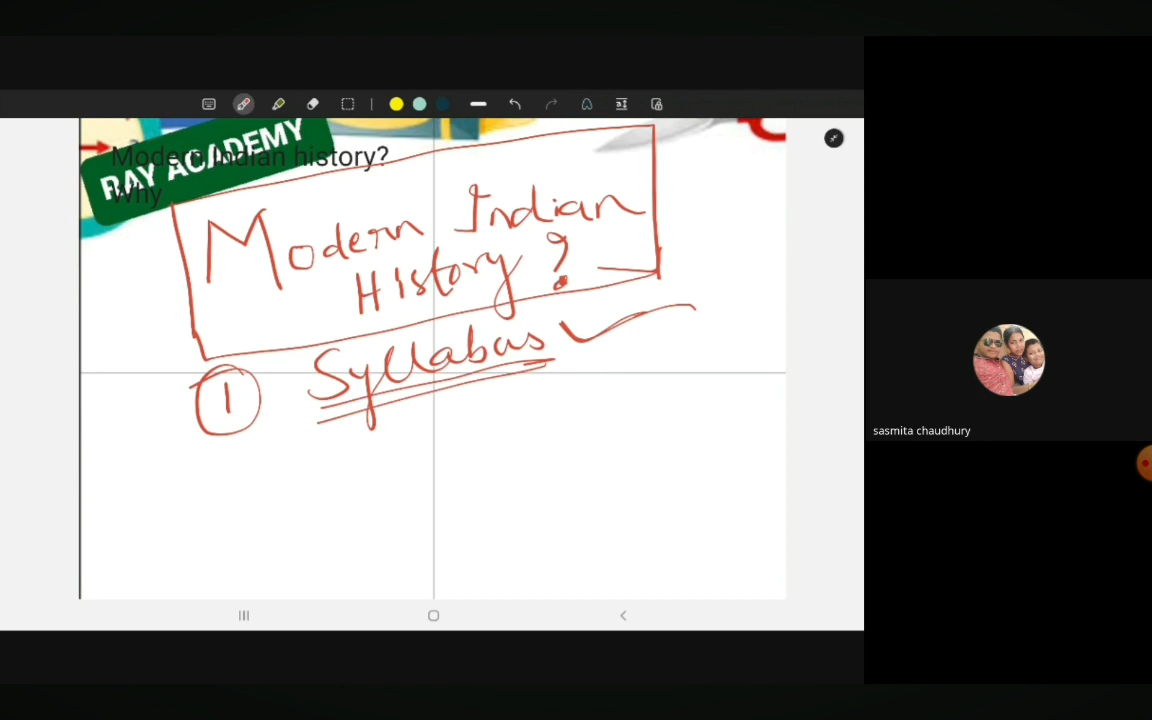 RAY ACADEMY
Modern Indian history?
Why
Modern Indian
History ?
1 Syllabus
sasmita chaudhury